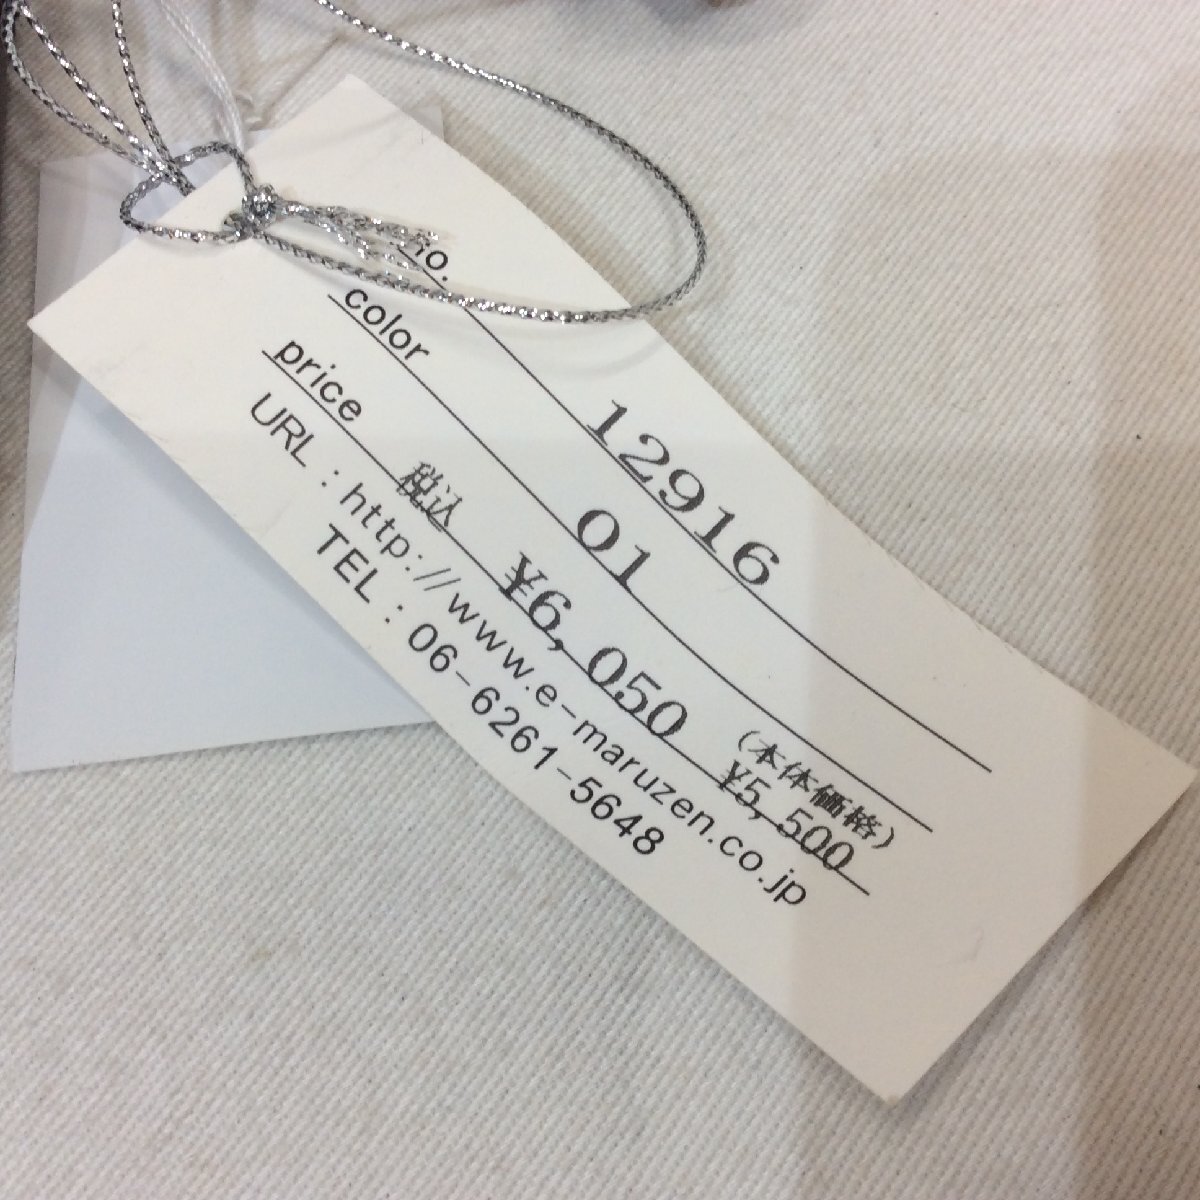 no. 12916
color 01
price 税込 ¥6,050 (本体価格) ¥5,500
URL : http://www.e-maruzen.co.jp
TEL : 06-6261-5648